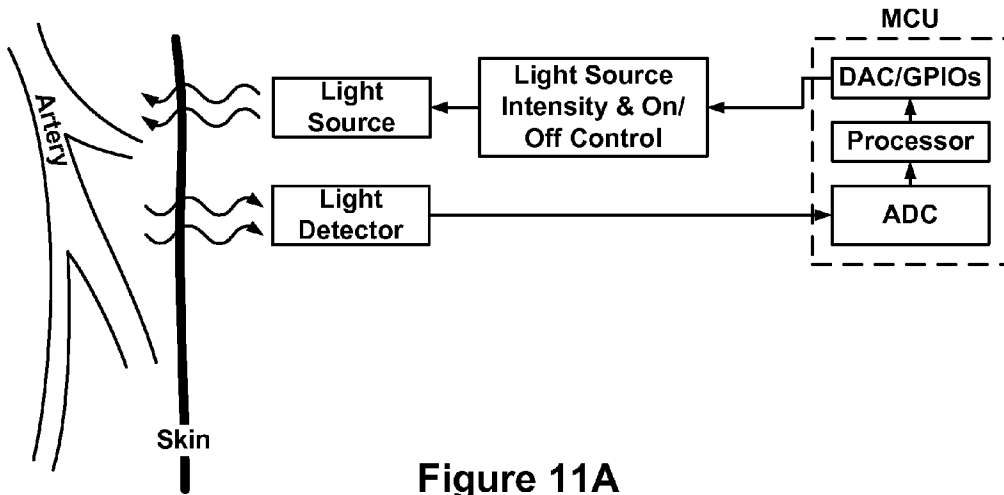 MCU
Artery
Light
Source
Light Source
Intensity & On/
Off Control
DAC/GPIOs
Processor
Light
Detector
ADC
Skin
Figure 11A